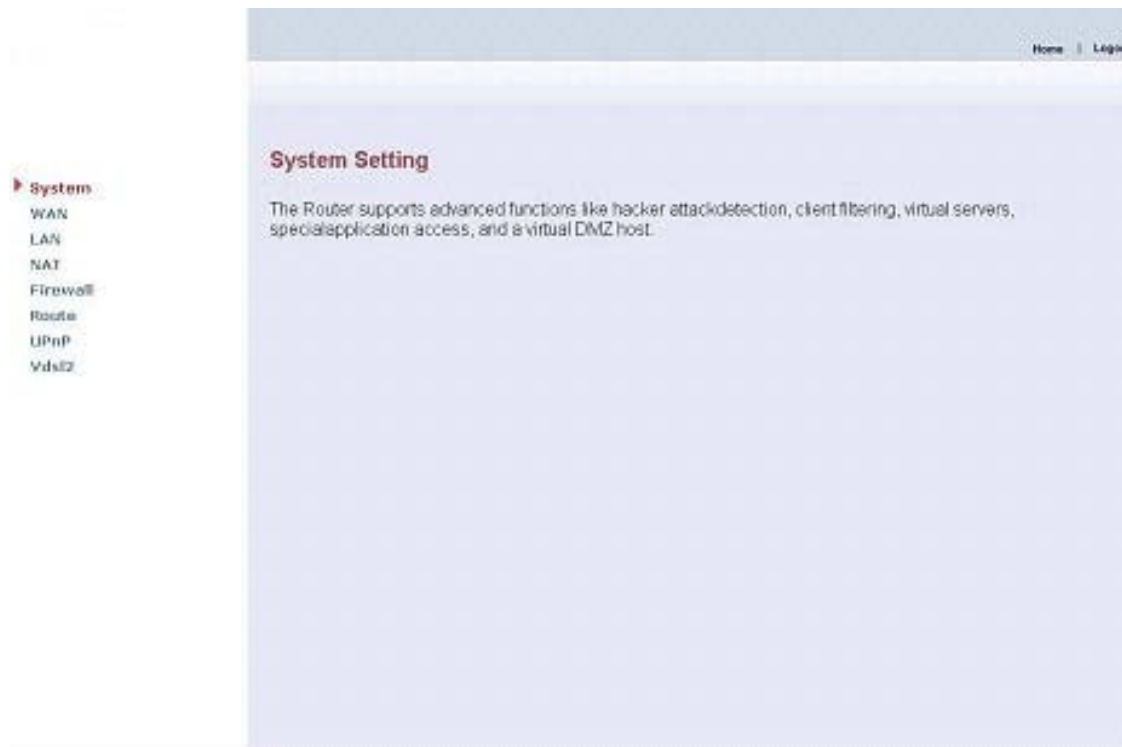 Home | Logo
System Setting
System
WAN
LAN
NAT
Firewall
Route
UPnP
Vdsl2
The Router supports advanced functions like hacker attackdetection, client filtering, virtual servers,
specialapplication access, and a virtual DMZ host.